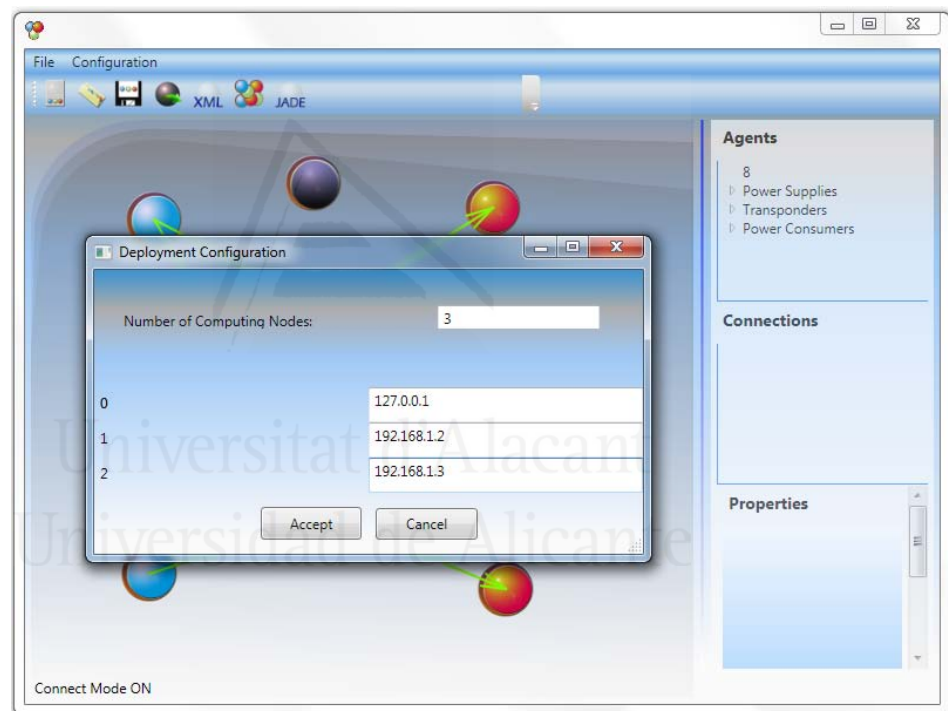 File Configuration
XML JADE
Agents
8
Power Supplies
Transponders
Power Consumers
Deployment Configuration
Number of Computing Nodes:
3
0
127.0.0.1
1
192.168.1.2
2
192.168.1.3
Accept
Cancel
Connections
Properties
Connect Mode ON
Universitat d'Alacant
Universidad de Alicante